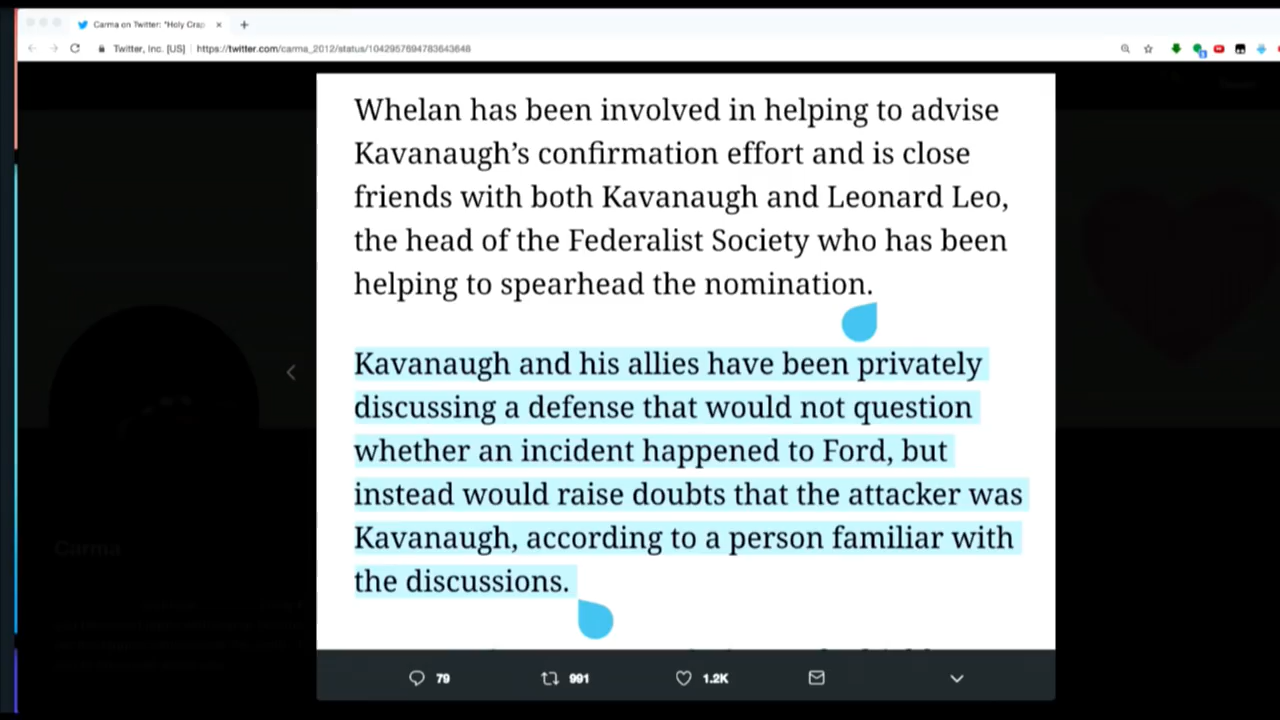 Carma on Twitter: "Holy Crap
Twitter, Inc. [US] https://twitter.com/carma_2012/status/1042957694783643648
Whelan has been involved in helping to advise
Kavanaugh’s confirmation effort and is close
friends with both Kavanaugh and Leonard Leo,
the head of the Federalist Society who has been
helping to spearhead the nomination.
Kavanaugh and his allies have been privately
discussing a defense that would not question
whether an incident happened to Ford, but
instead would raise doubts that the attacker was
Kavanaugh, according to a person familiar with
the discussions.
Carma
79 991 1.2K